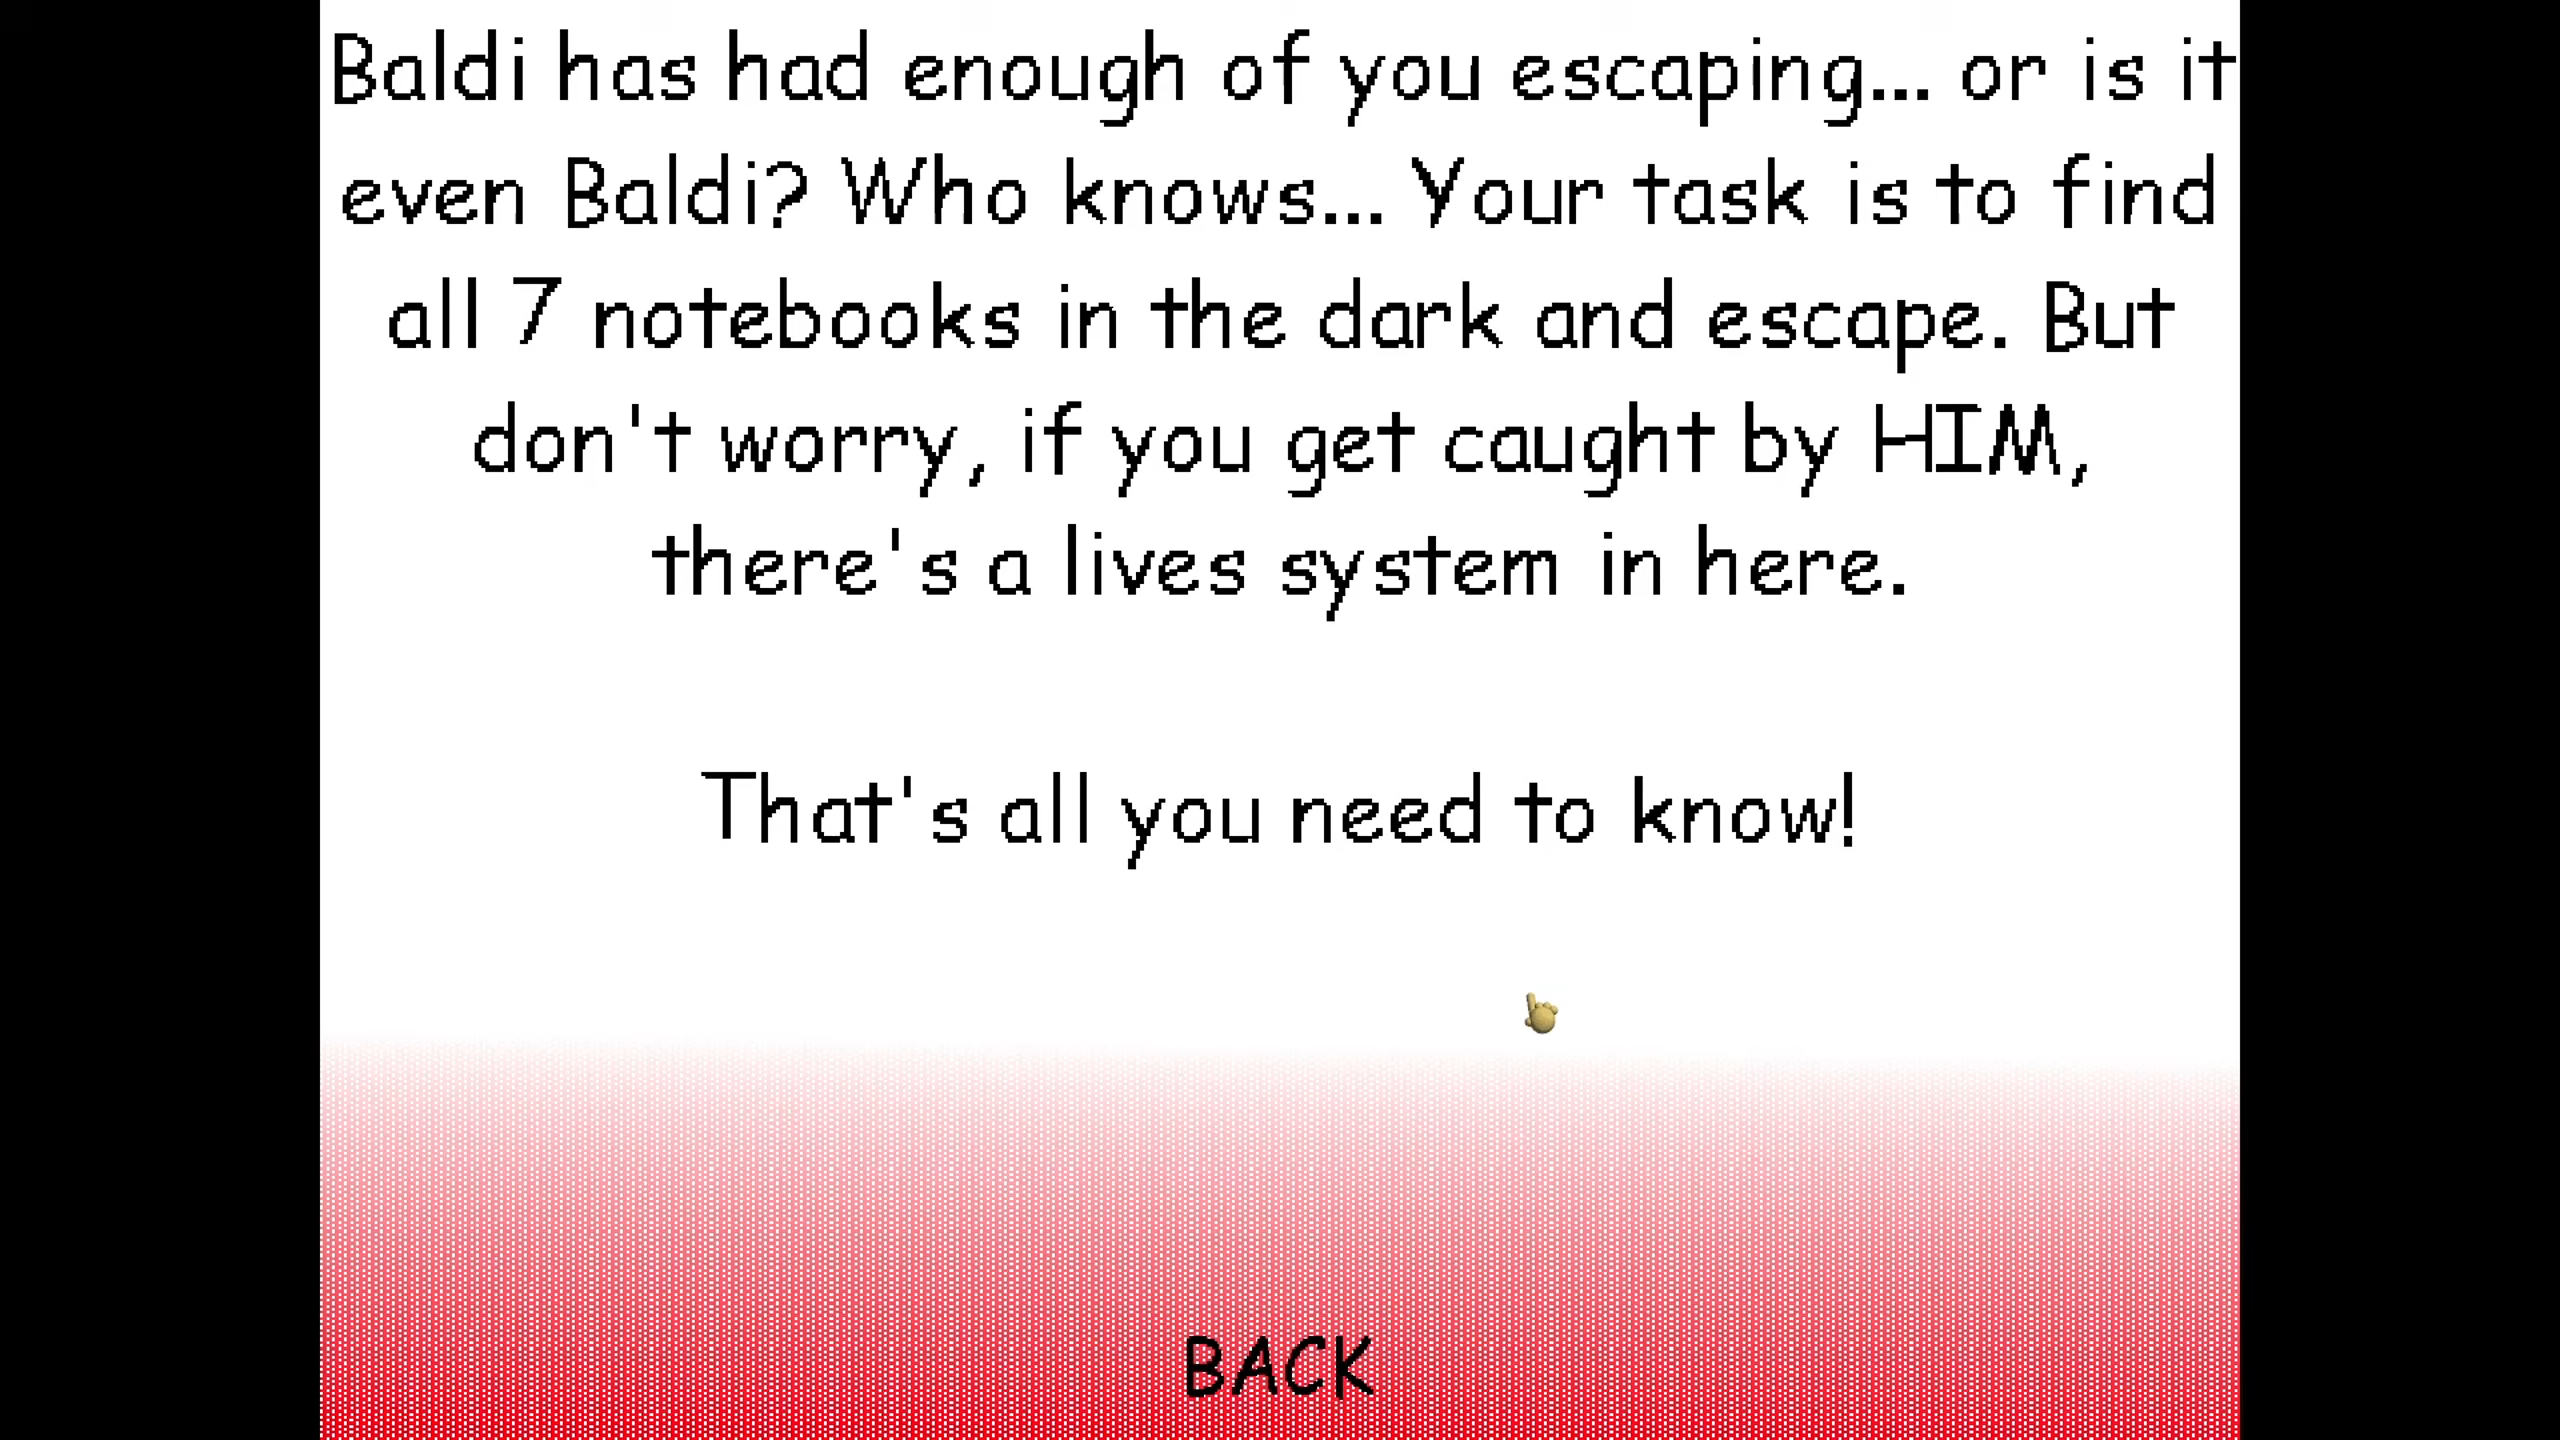 Baldi has had enough of you escaping... or is it
even Baldi? Who knows... Your task is to find
all 7 notebooks in the dark and escape. But
don't worry, if you get caught by HIM,
there's a lives system in here.
That's all you need to know!
BACK